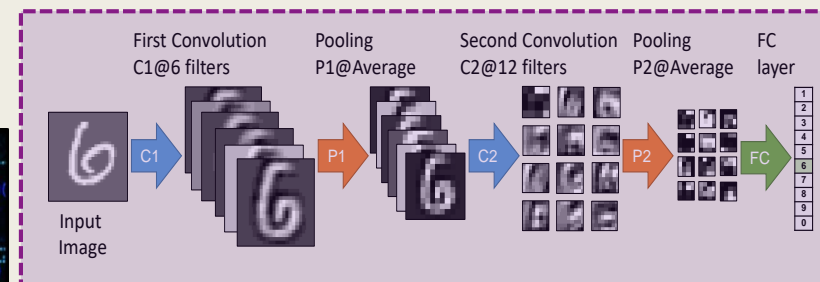 First Convolution
C1@6 filters
Pooling
P1@Average
Second Convolution
C2@12 filters
Pooling
P2@Average
FC
layer
C1
P1
C2
P2
FC
Input
Image
1
2
3
4
5
6
7
8
9
0